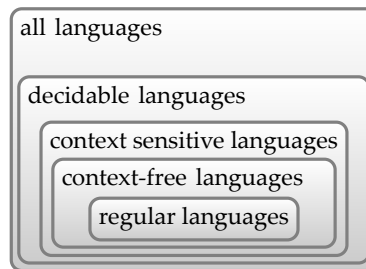 all languages
decidable languages
context sensitive languages
context-free languages
regular languages